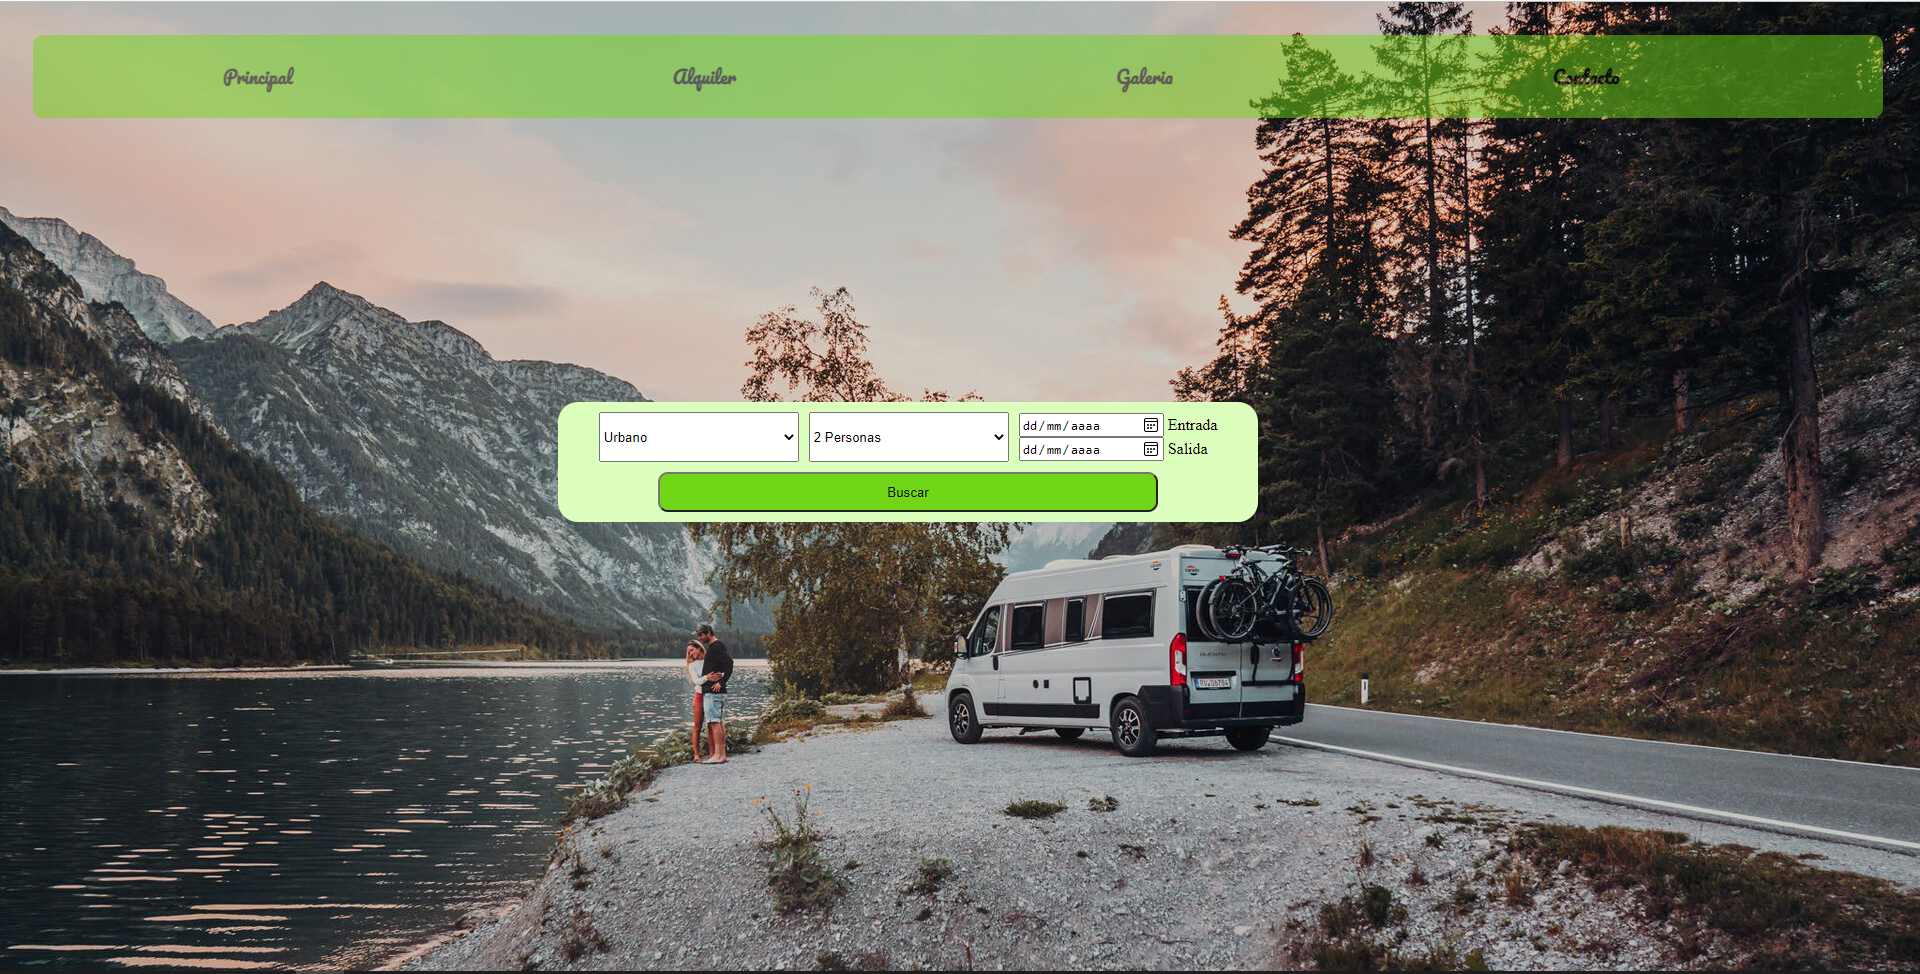 Principal Alquiler Galeria Contacto
Urbano 2 Personas dd/mm/aaaa Entrada
dd/mm/aaaa Salida
Buscar